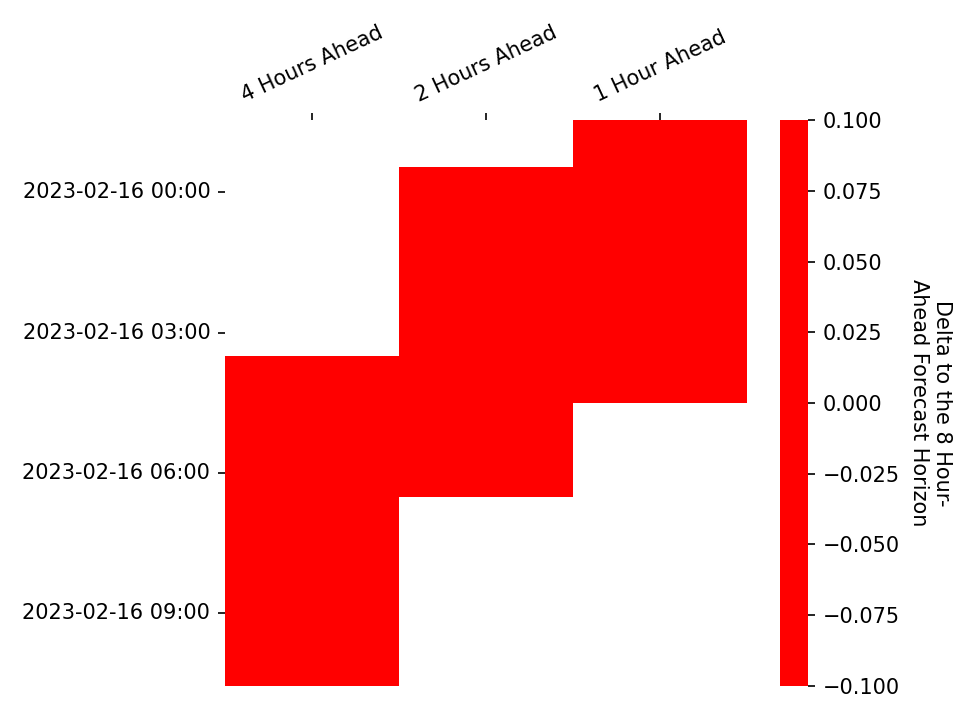 4 Hours Ahead
2 Hours Ahead
1 Hour Ahead
2023-02-16 00:00
2023-02-16 03:00
2023-02-16 06:00
2023-02-16 09:00
0.100
0.075
0.050
0.025
0.000
−0.025
−0.050
−0.075
−0.100
Delta to the 8 Hour-
Ahead Forecast Horizon